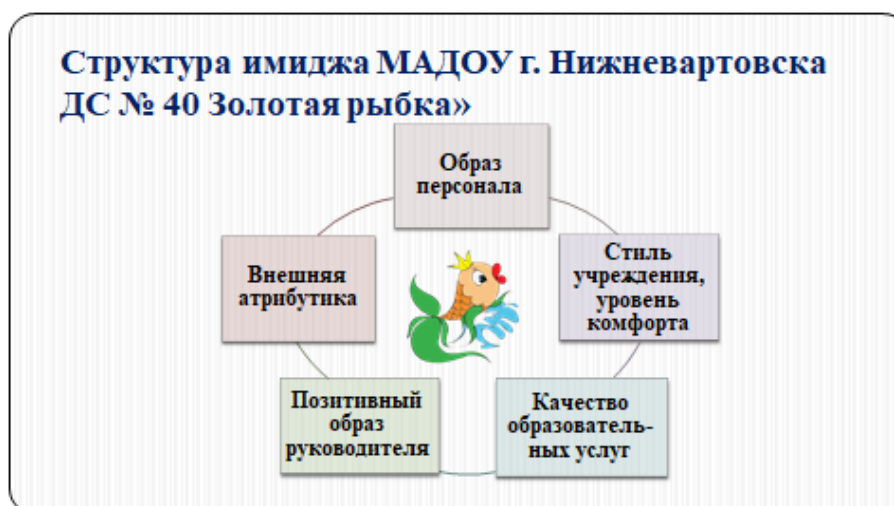 Структура имиджа МАДОУ г. Нижневартовска
ДС № 40 Золотая рыбка»
Образ
персонала
Стиль
учреждения,
уровень
комфорта
Качество
образователь-
ных услуг
Позитивный
образ
руководителя
Внешняя
атрибутика